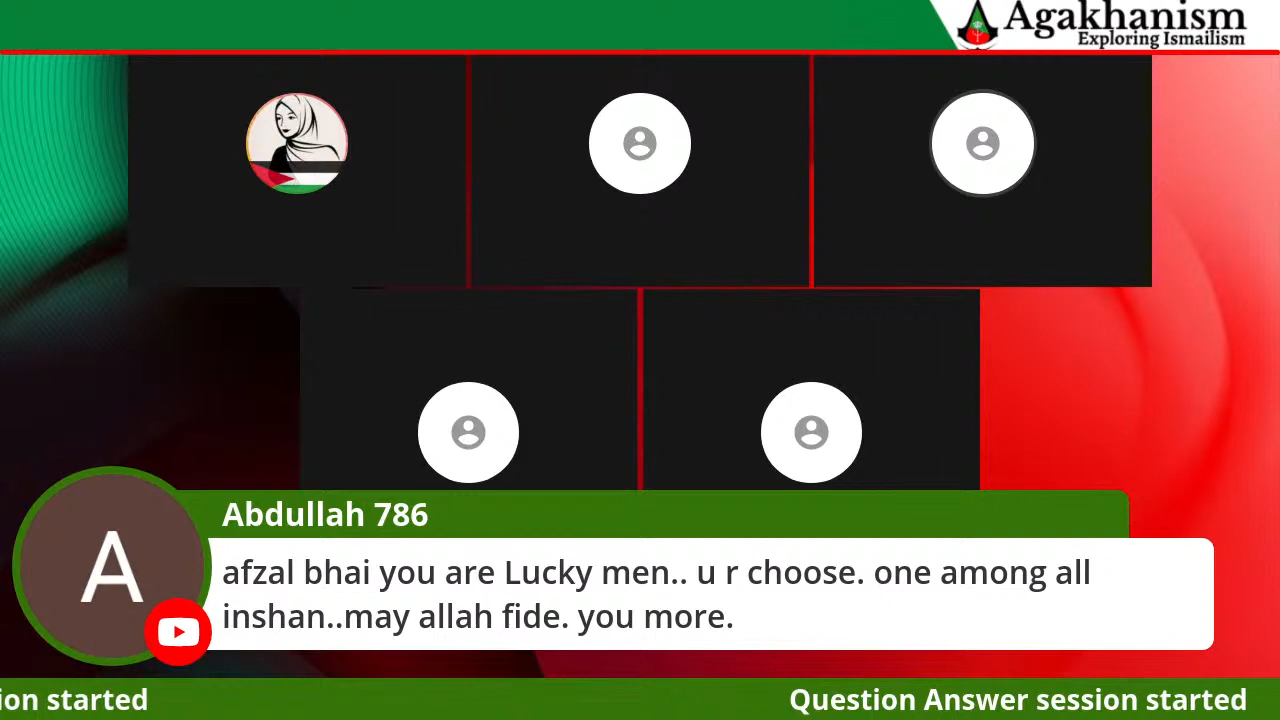 Agakhanism
Exploring Ismailism
A
Abdullah 786
afzal bhai you are Lucky men.. u r choose. one among all
inshan..may allah fide. you more.
ion started
Question Answer session started